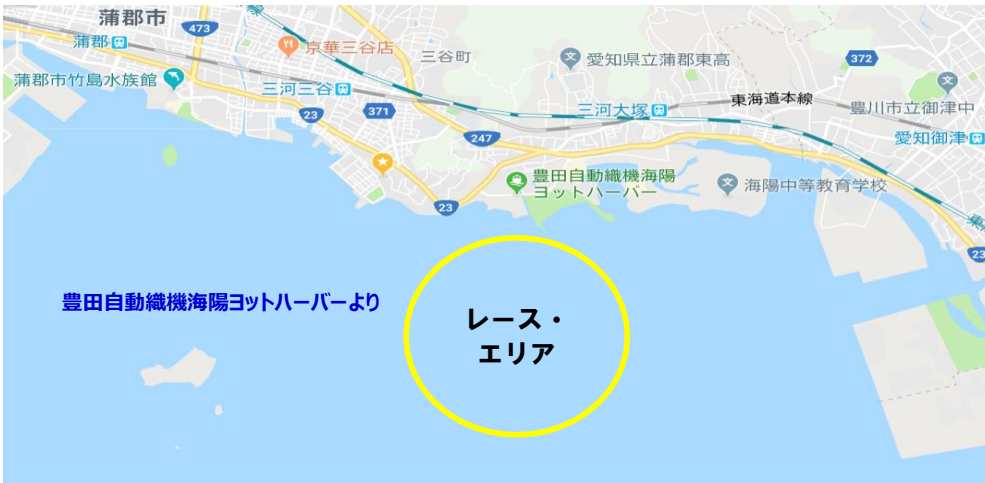 蒲郡市
473
蒲郡
京華三谷店
三谷町
愛知県立蒲郡東高
372
蒲郡市竹島水族館
三河三谷
23
371
三河大塚
東海道本線
豊川市立御津中
247
愛知御津
豊田自動織機海陽
ヨットハーバー
海陽中等教育学校
23
23
豊田自動織機海陽ヨットハーバーより
レース・
エリア